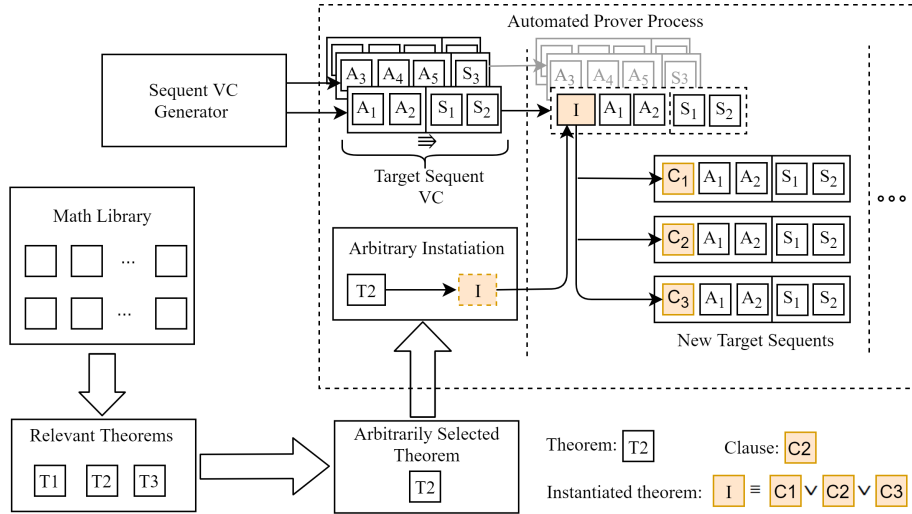 Automated Prover Process
Sequent VC
Generator
A3 A4 A5 S3
A1 A2 S1 S2
⇛
Target Sequent
VC
A3 A4 A5 S3
I A1 A2 S1 S2
C1 A1 A2 S1 S2
C2 A1 A2 S1 S2
C3 A1 A2 S1 S2
New Target Sequents
...
Math Library
...
...
Arbitrary Instatiation
T2 I
Relevant Theorems
T1 T2 T3
Arbitrarily Selected
Theorem
T2
Theorem: T2
Clause: C2
Instantiated theorem: I ≡ C1 ∨ C2 ∨ C3